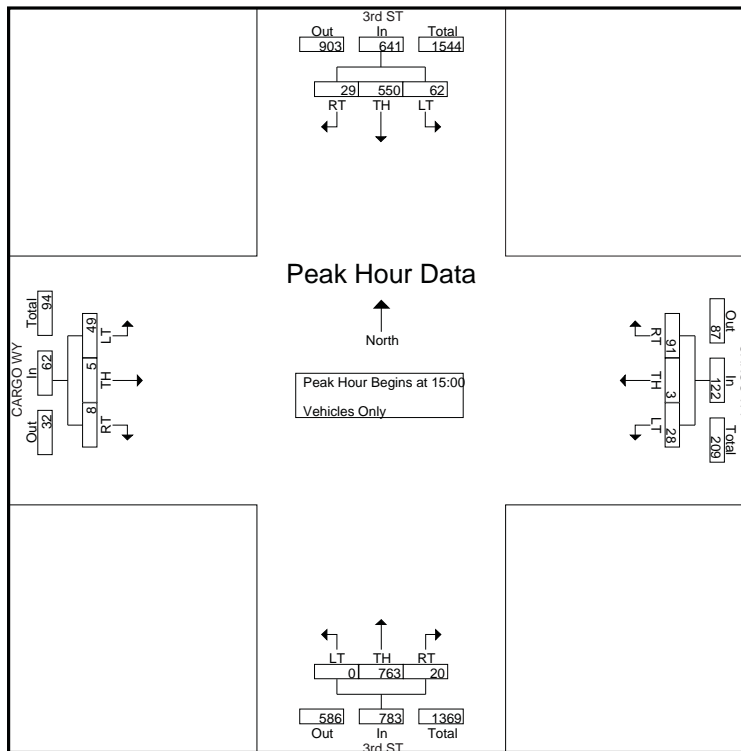 3rd ST
Out In Total
903 641 1544
29 550 62
RT TH LT
Peak Hour Data
North
Peak Hour Begins at 15:00
Vehicles Only
CARGO WY
Total In Out
94 62 32
49 5 8
LT TH RT
RT TH LT
91 3 28
Out In Total
87 122 209
LT TH RT
0 763 20
586 783 1369
Out In Total
3rd ST